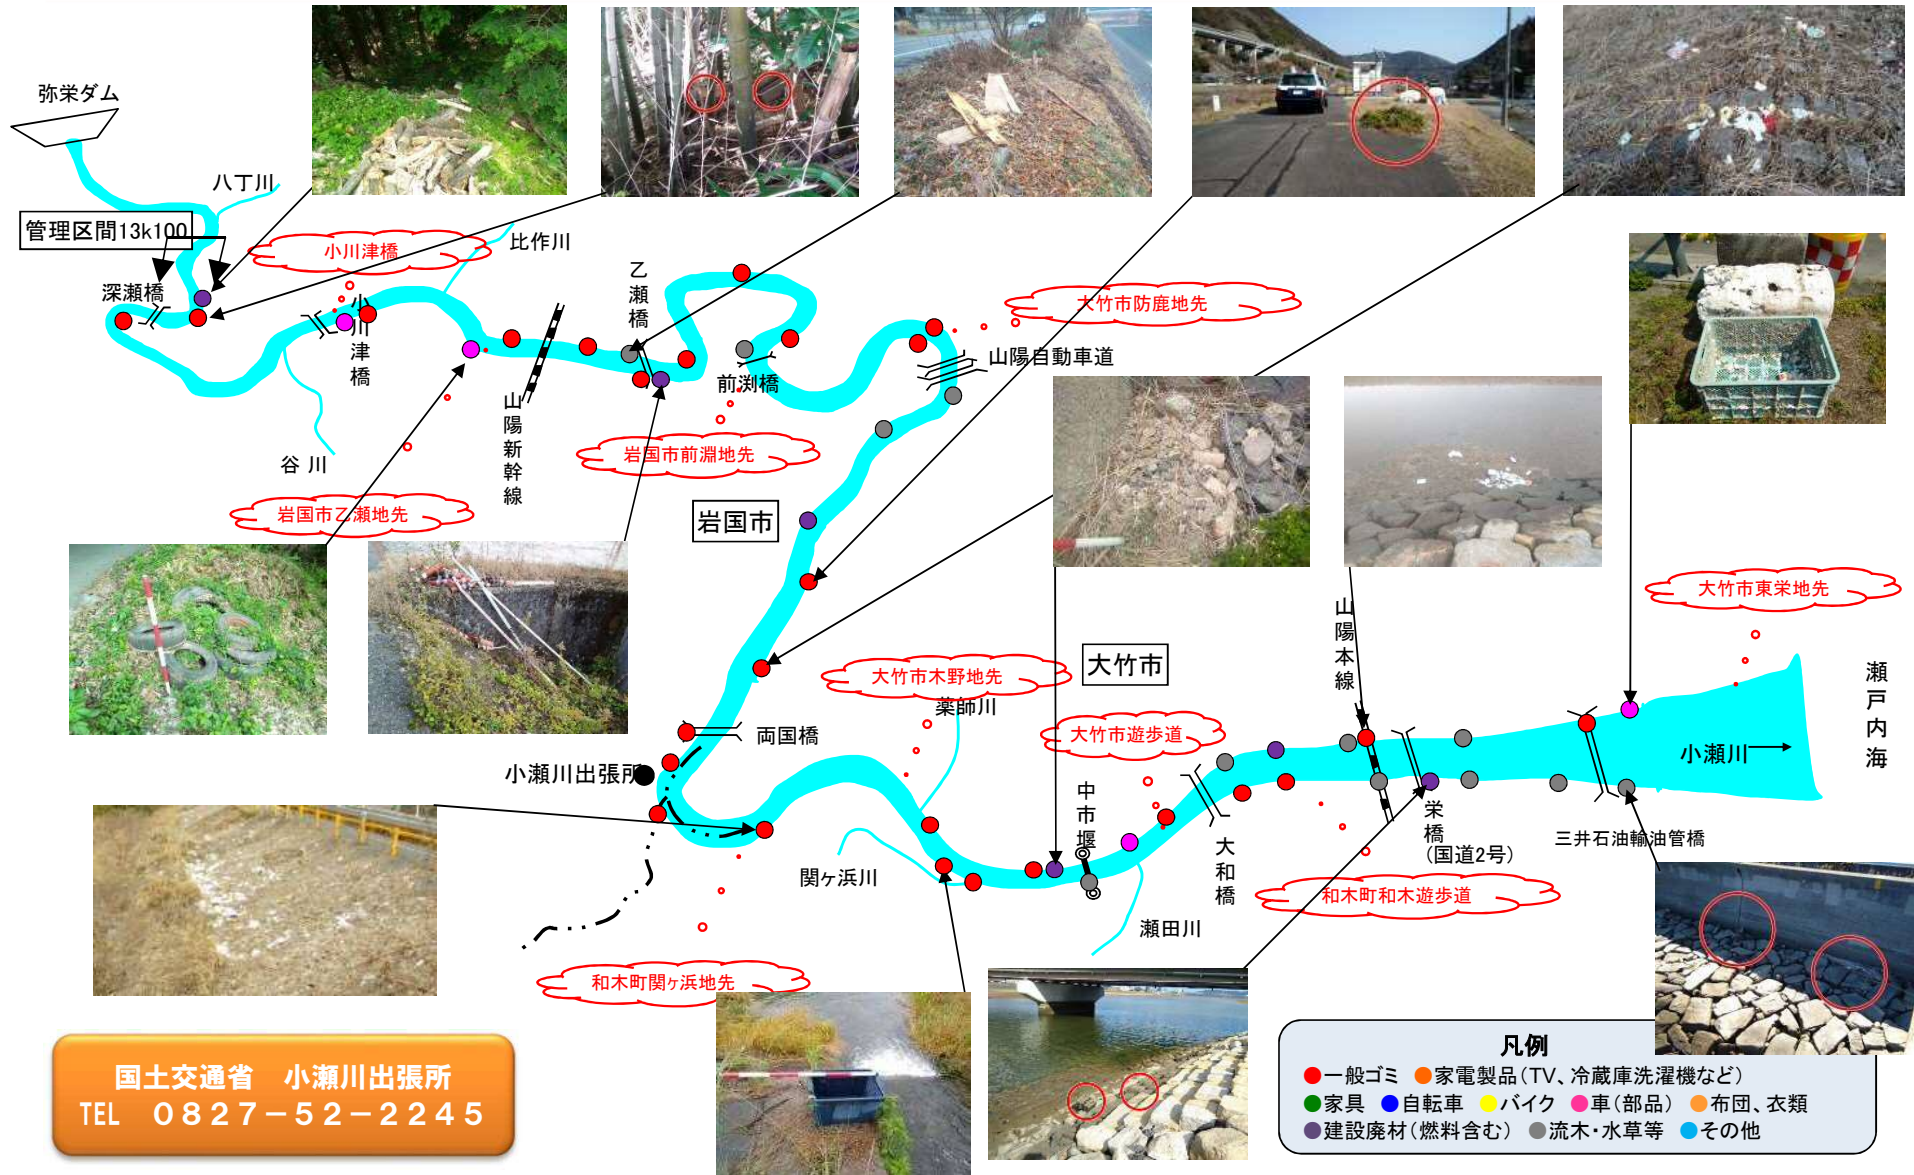 弥栄ダム
八丁川
管理区間13k100
小川津橋
比作川
深瀬橋
小川津橋
乙瀬橋
大竹市防鹿地先
山陽自動車道
前渕橋
山陽新幹線
谷 川
岩国市前淵地先
岩国市乙瀬地先
岩国市
大竹市東栄地先
山陽本線
大竹市
大竹市木野地先
薬師川
大竹市遊歩道
瀬戸内海
両国橋
小瀬川出張所
小瀬川
中市堰
大和橋
栄橋
(国道2号)
三井石油輸油管橋
関ヶ浜川
和木町和木遊歩道
瀬田川
和木町関ヶ浜地先
国土交通省 小瀬川出張所
TEL 0827-52-2245
凡例
一般ゴミ 家電製品(TV、冷蔵庫洗濯機など)
家具 自転車 バイク 車(部品) 布団、衣類
建設廃材(燃料含む) 流木・水草等 その他